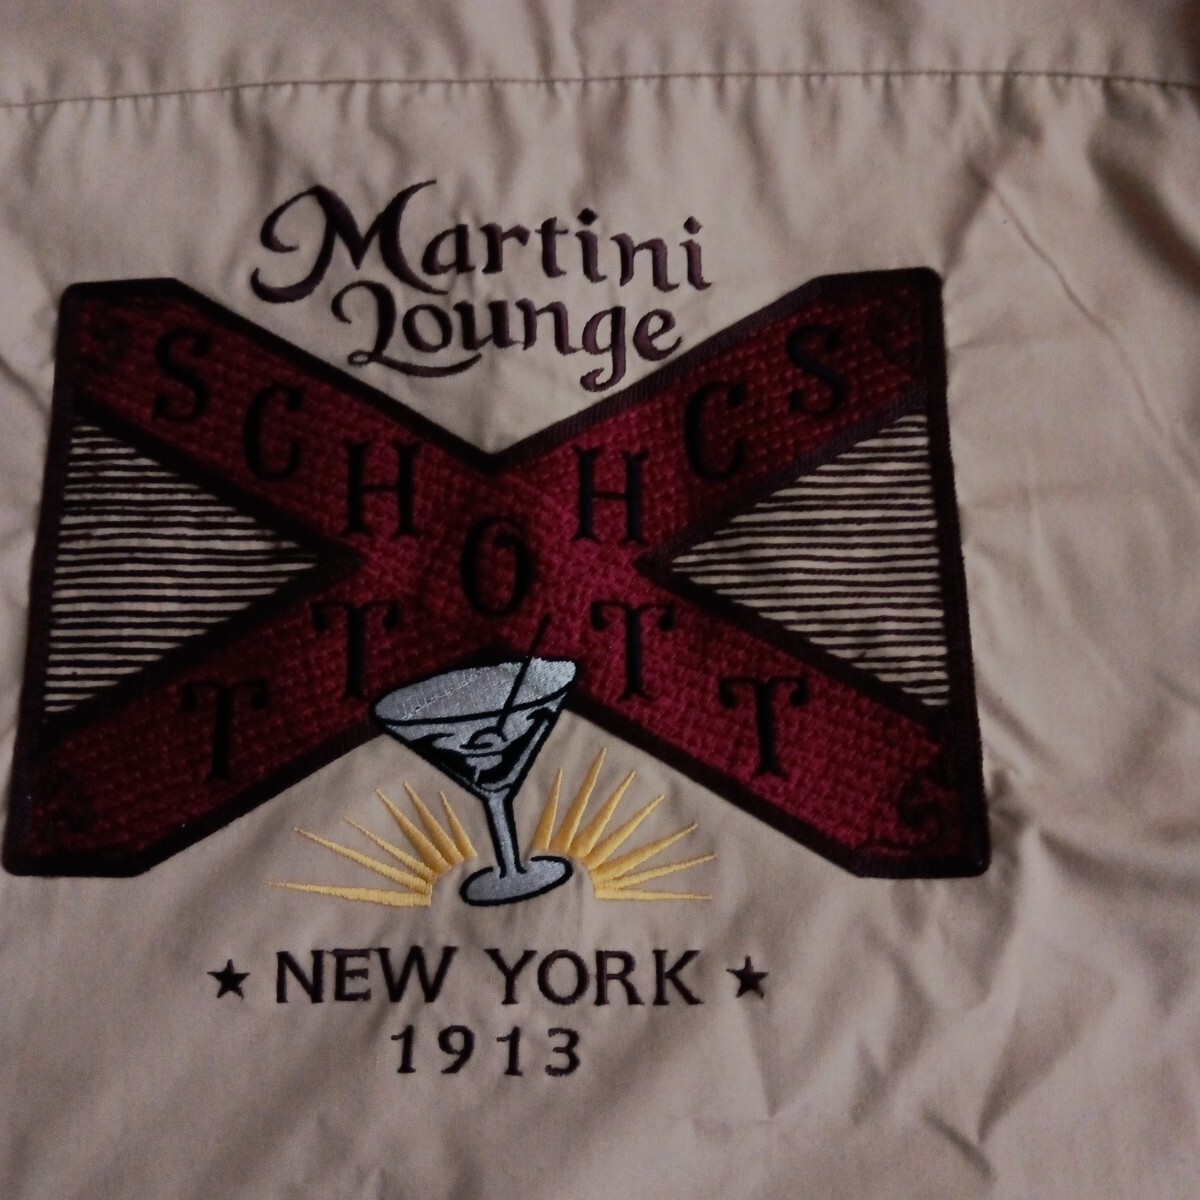 Martini
Lounge
SCHOTT
SCHOTT
★ NEW YORK ★
1913